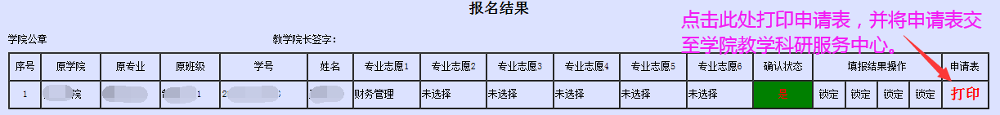 报名结果
点击此处打印申请表，并将申请表交
至学院教学科研服务中心。
学院公章 教学院长签字：
序号 原学院 原专业 原班级 学号 姓名 专业志愿1 专业志愿2 专业志愿3 专业志愿4 专业志愿5 专业志愿6 确认状态 填报结果操作 申请表
1 院 1 2 财务管理 未选择 未选择 未选择 未选择 未选择 是 锁定 锁定 锁定 锁定 打印